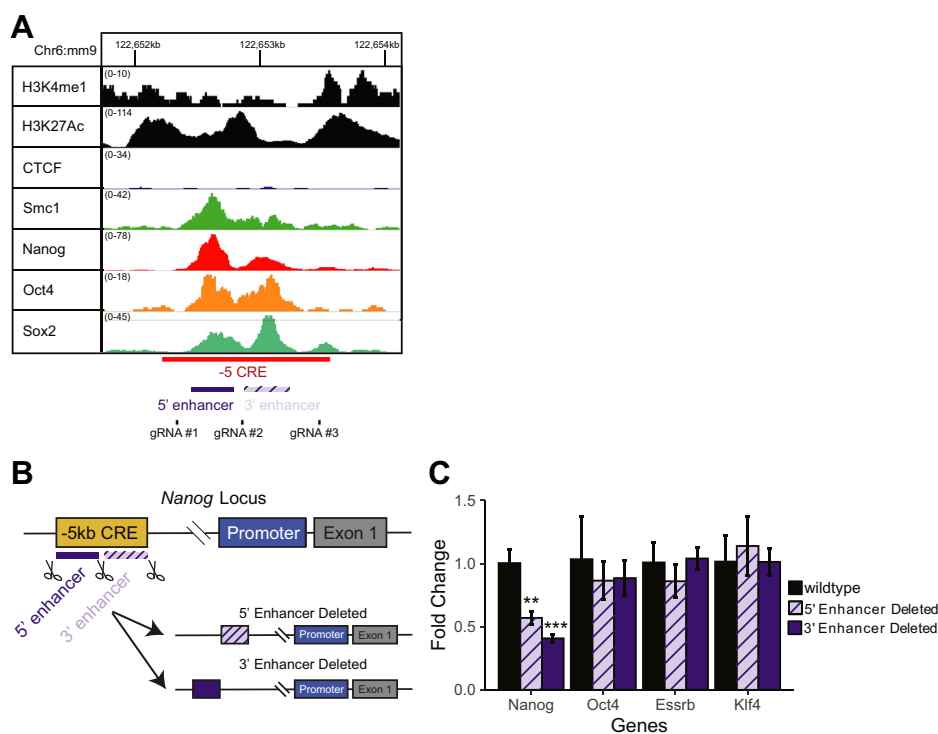 A
Chr6:mm9
122,652kb 122,653kb 122,654kb
H3K4me1 (0-10)
H3K27Ac (0-114
CTCF (0-34)
Smc1 (0-42)
Nanog (0-78)
Oct4 (0-18)
Sox2 (0-45)
-5 CRE
5' enhancer 3' enhancer
gRNA #1 gRNA #2 gRNA #3
B
Nanog Locus
-5kb CRE Promoter Exon 1
5' enhancer
3' enhancer
5' Enhancer Deleted
Promoter Exon 1
3' Enhancer Deleted
Promoter Exon 1
C
Fold Change
1.5
1.0
0.5
0.0
**
***
Nanog Oct4 Essrb Klf4
Genes
wildtype
5' Enhancer Deleted
3' Enhancer Deleted